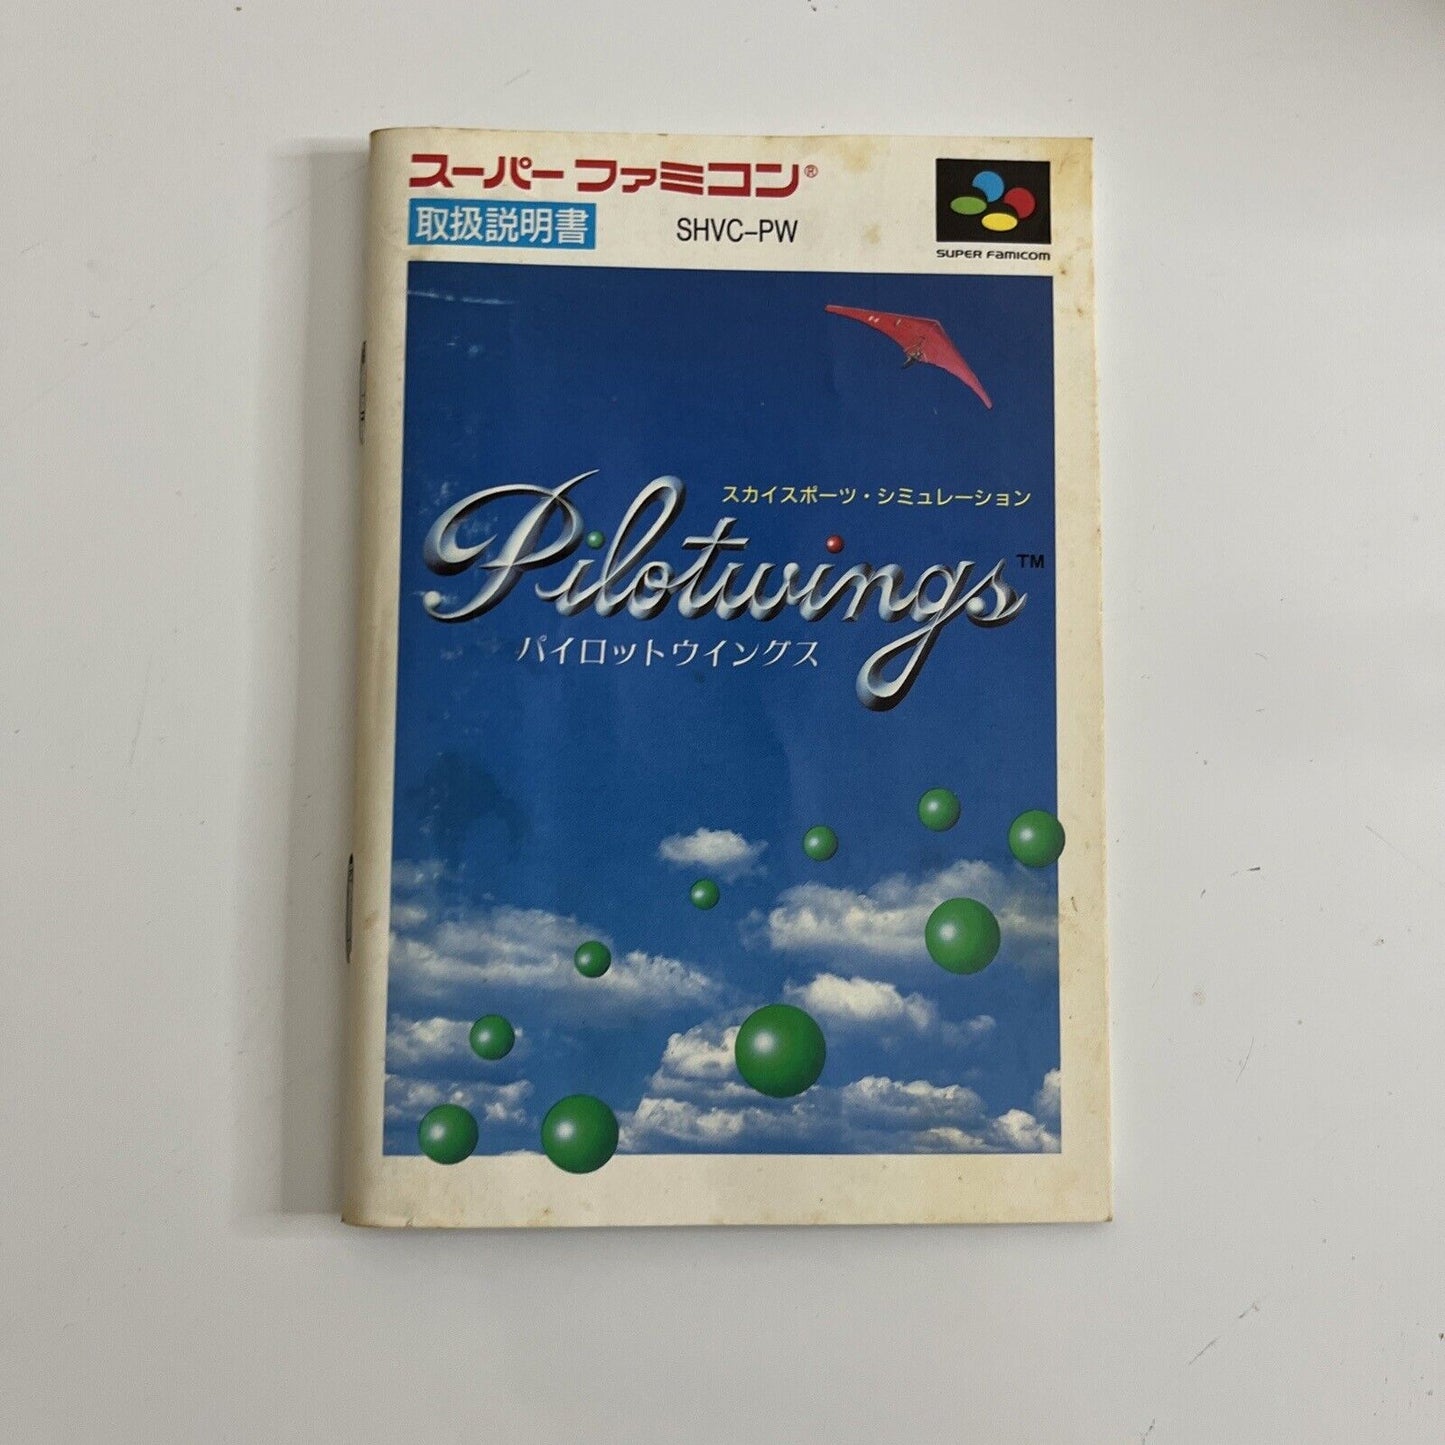 スーパーファミコン®
取扱説明書
SHVC-PW
SUPER FAMICOM
スカイスポーツ・シミュレーション
Pilotwings™
パイロットウイングス